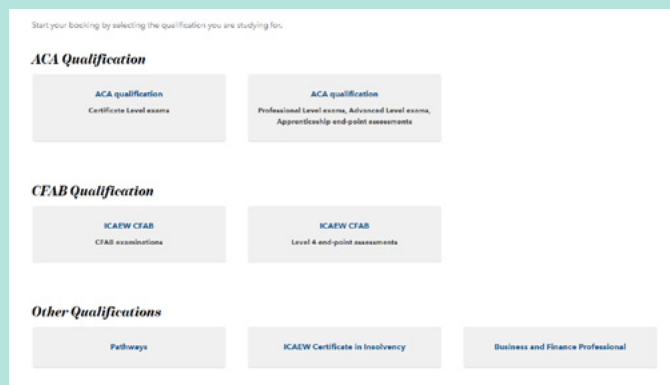 Start your booking by selecting the qualification you are studying for.
ACA Qualification
ACA qualification
Certificate Level exams
ACA qualification
Professional Level exams, Advanced Level exams,
Apprenticeship end-point assessments
CFAB Qualification
ICAEW CFAB
CFAB examinations
ICAEW CFAB
Level 4 end-point assessments
Other Qualifications
Pathways
ICAEW Certificate in Insolvency
Business and Finance Professional